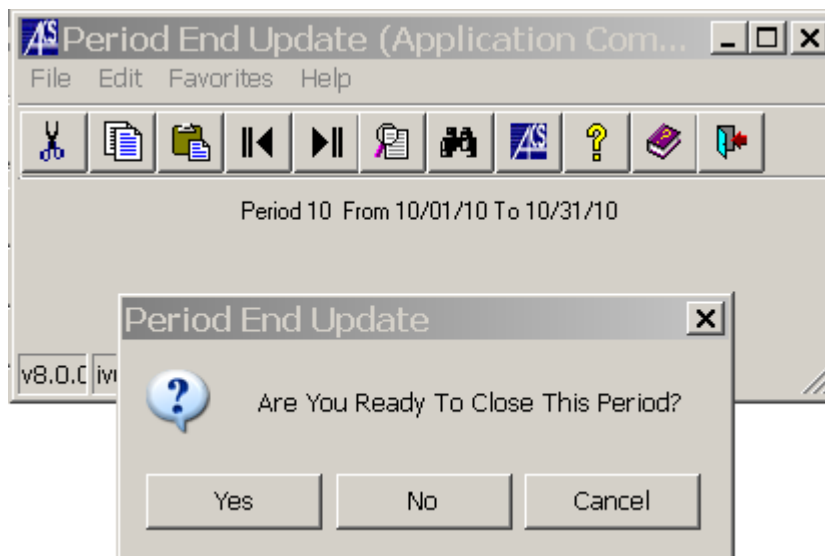 Period End Update (Application Com...
File Edit Favorites Help
Period 10 From 10/01/10 To 10/31/10
Period End Update
v8.0.0
Are You Ready To Close This Period?
Yes No Cancel